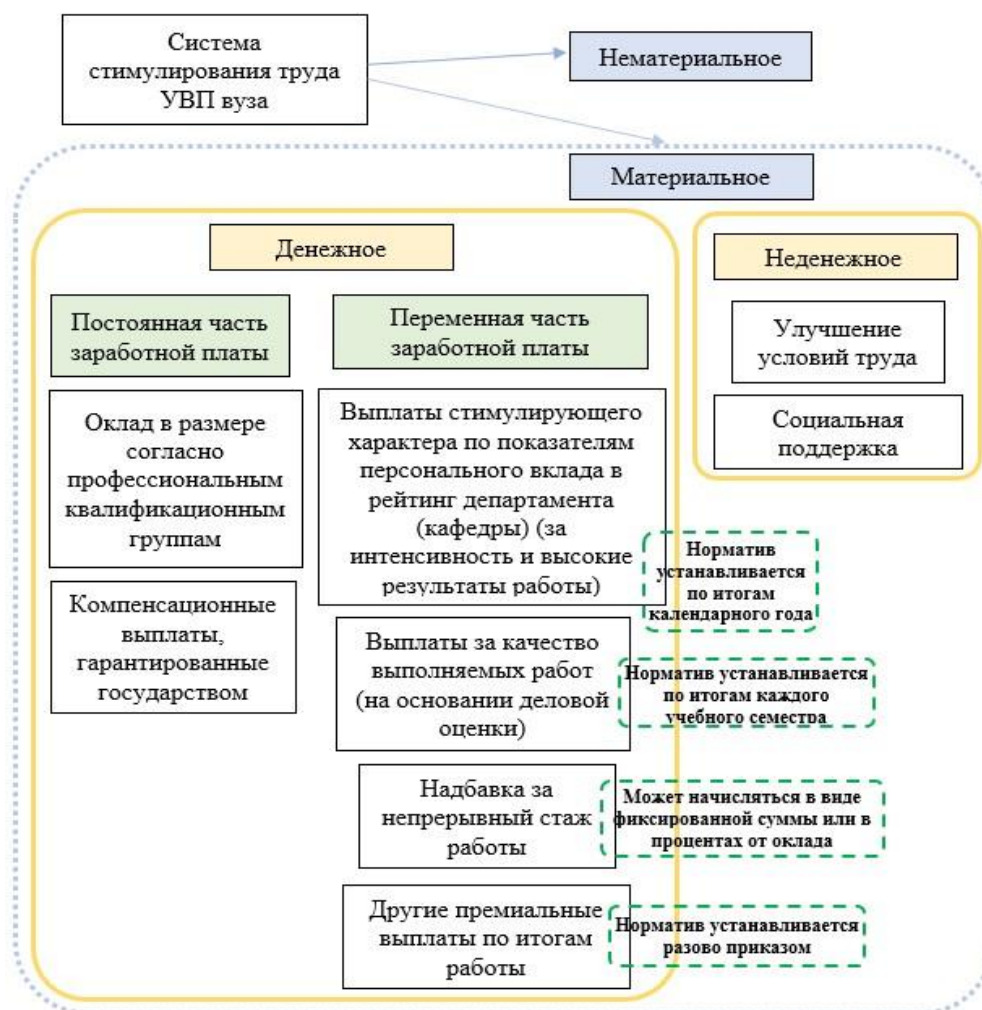 Система
стимулирования труда
УВП вуза
Нематериальное
Материальное
Денежное
Неденежное
Постоянная часть
заработной платы
Переменная часть
заработной платы
Улучшение
условий труда
Социальная
поддержка
Оклад в размере
согласно
профессиональным
квалификационным
группам
Выплаты стимулирующего
характера по показателям
персонального вклада в
рейтинг департамента
(кафедры) (за
интенсивность и высокие
результаты работы)
Норматив
устанавливается
по итогам
календарного года
Компенсационные
выплаты,
гарантированные
государством
Выплаты за качество
выполняемых работ
(на основании деловой
оценки)
Норматив устанавливается
по итогам каждого
учебного семестра
Надбавка за
непрерывный стаж
работы
Может начисляться в виде
фиксированной суммы или в
процентах от оклада
Другие премиальные
выплаты по итогам
работы
Норматив устанавливается
разово приказом